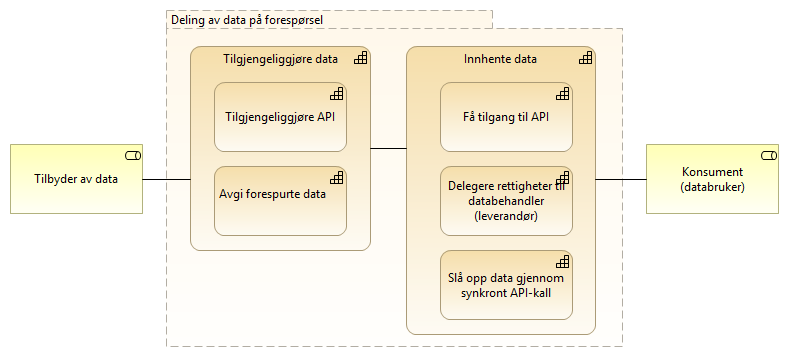 Deling av data på forespørsel
Tilbyder av data
Tilgjengeliggjøre data
Tilgjengeliggjøre API
Avgi forespurte data
Innhente data
Få tilgang til API
Delegere rettigheter til
databehandler
(leverandør)
Slå opp data gjennom
synkront API-kall
Konsument
(databruker)